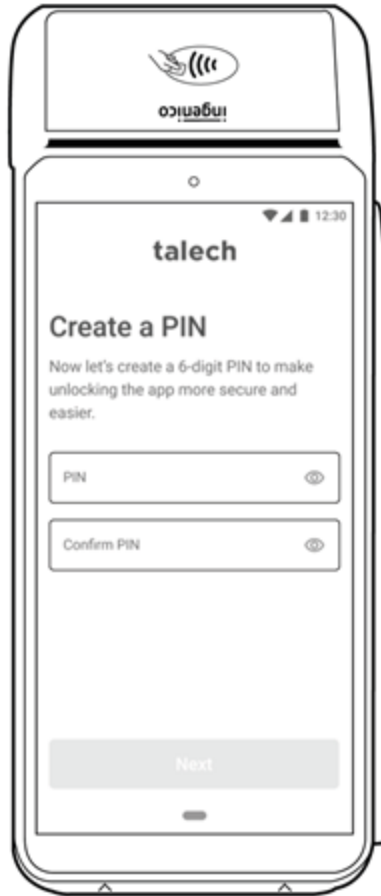 ingenico
12:30
talech
Create a PIN
Now let's create a 6-digit PIN to make
unlocking the app more secure and
easier.
PIN
Confirm PIN
Next